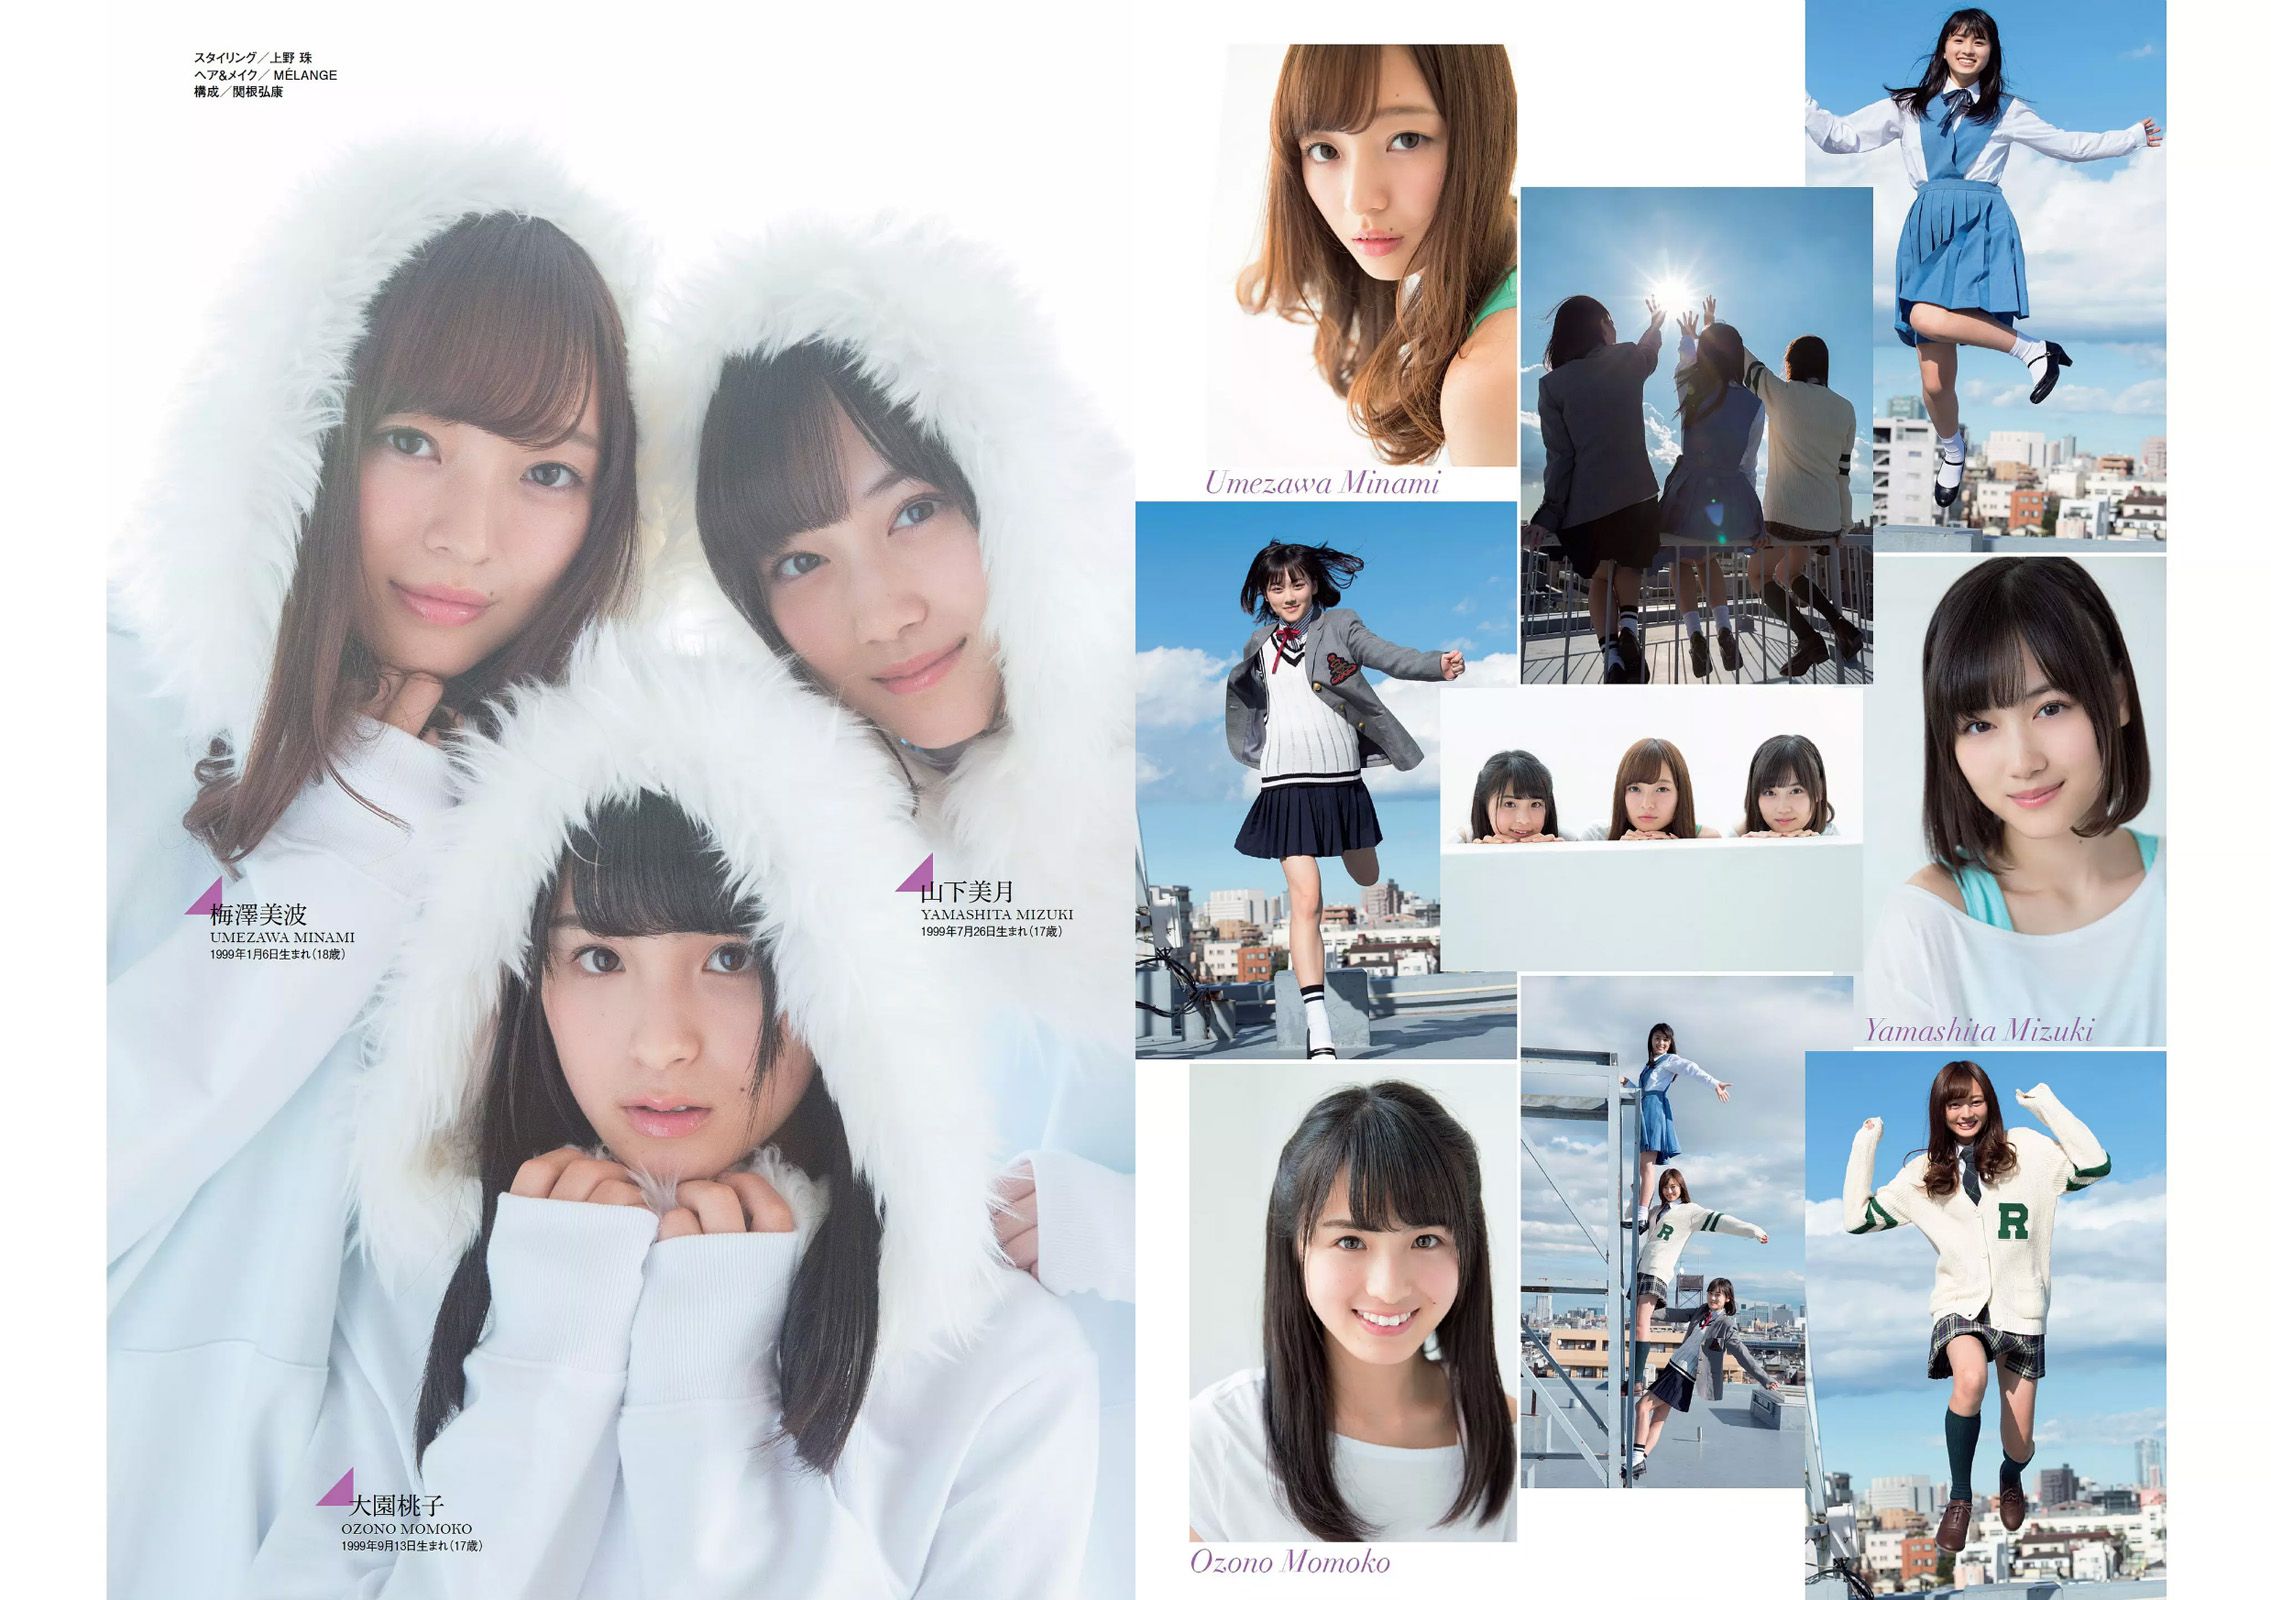 スタイリング／上野 珠
ヘア&メイク／MÉLANGE
構成／関根弘康
梅澤美波
UMEZAWA MINAMI
1999年1月6日生まれ（18歳）
山下美月
YAMASHITA MIZUKI
1999年7月26日生まれ（17歳）
大園桃子
OZONO MOMOKO
1999年9月13日生まれ（17歳）
Umezawa Minami
Yamashita Mizuki
R
R
Ozono Momoko